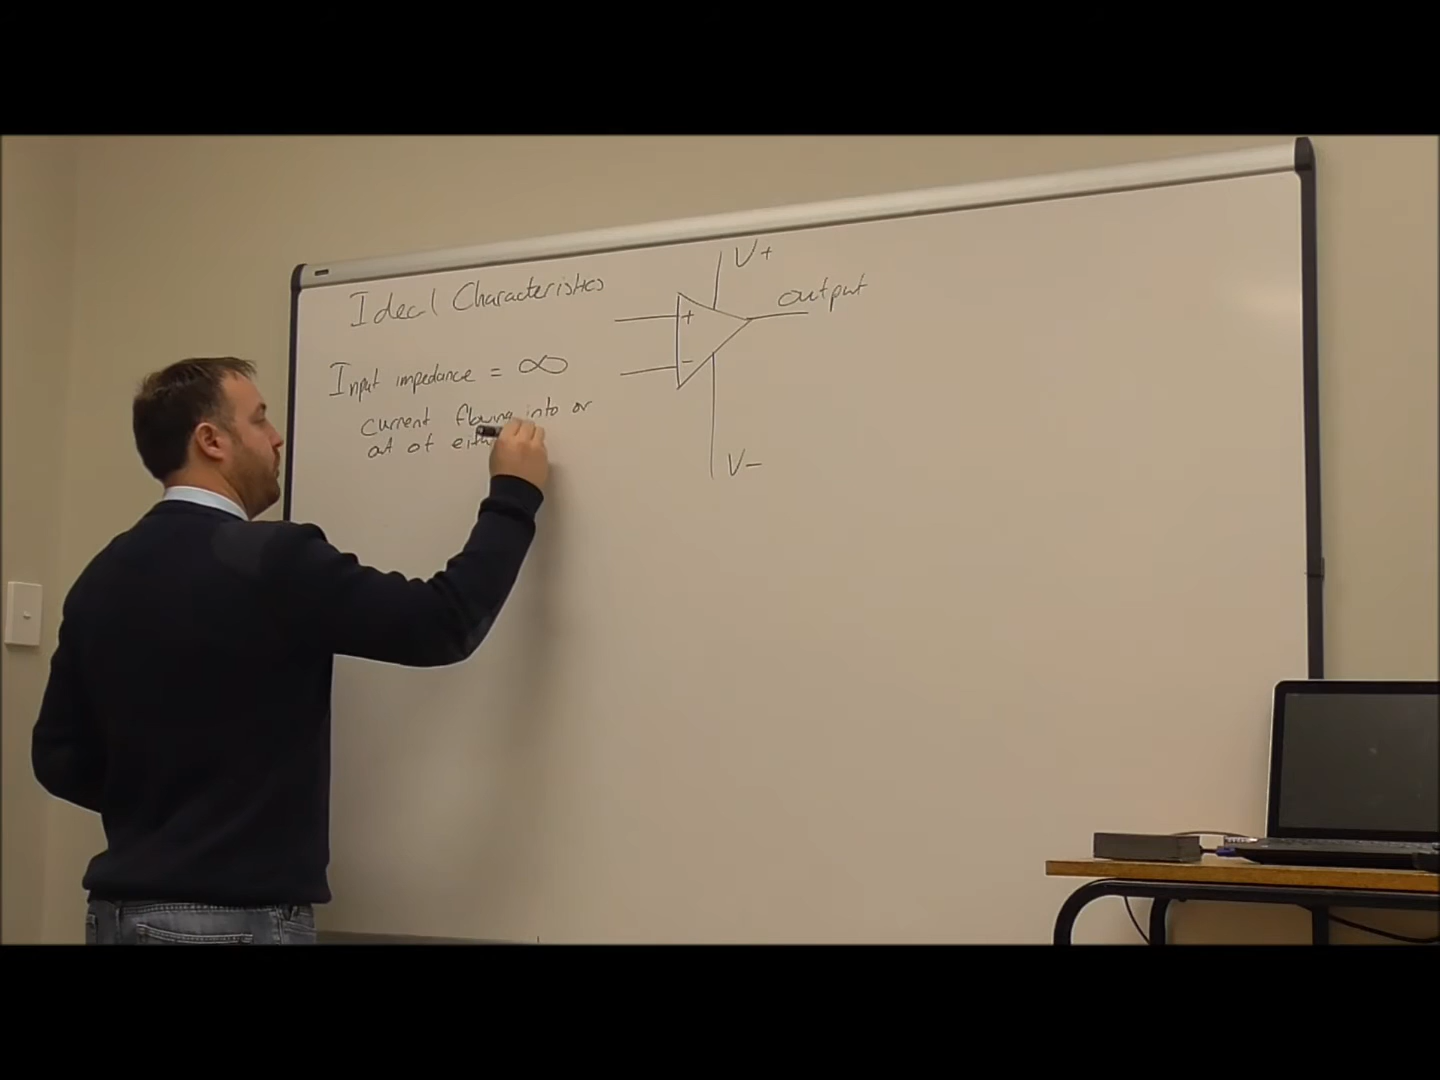 Ideal Characteristics
Input impedance = ∞
current flowing into or
out of
V+
+
-
output
V-